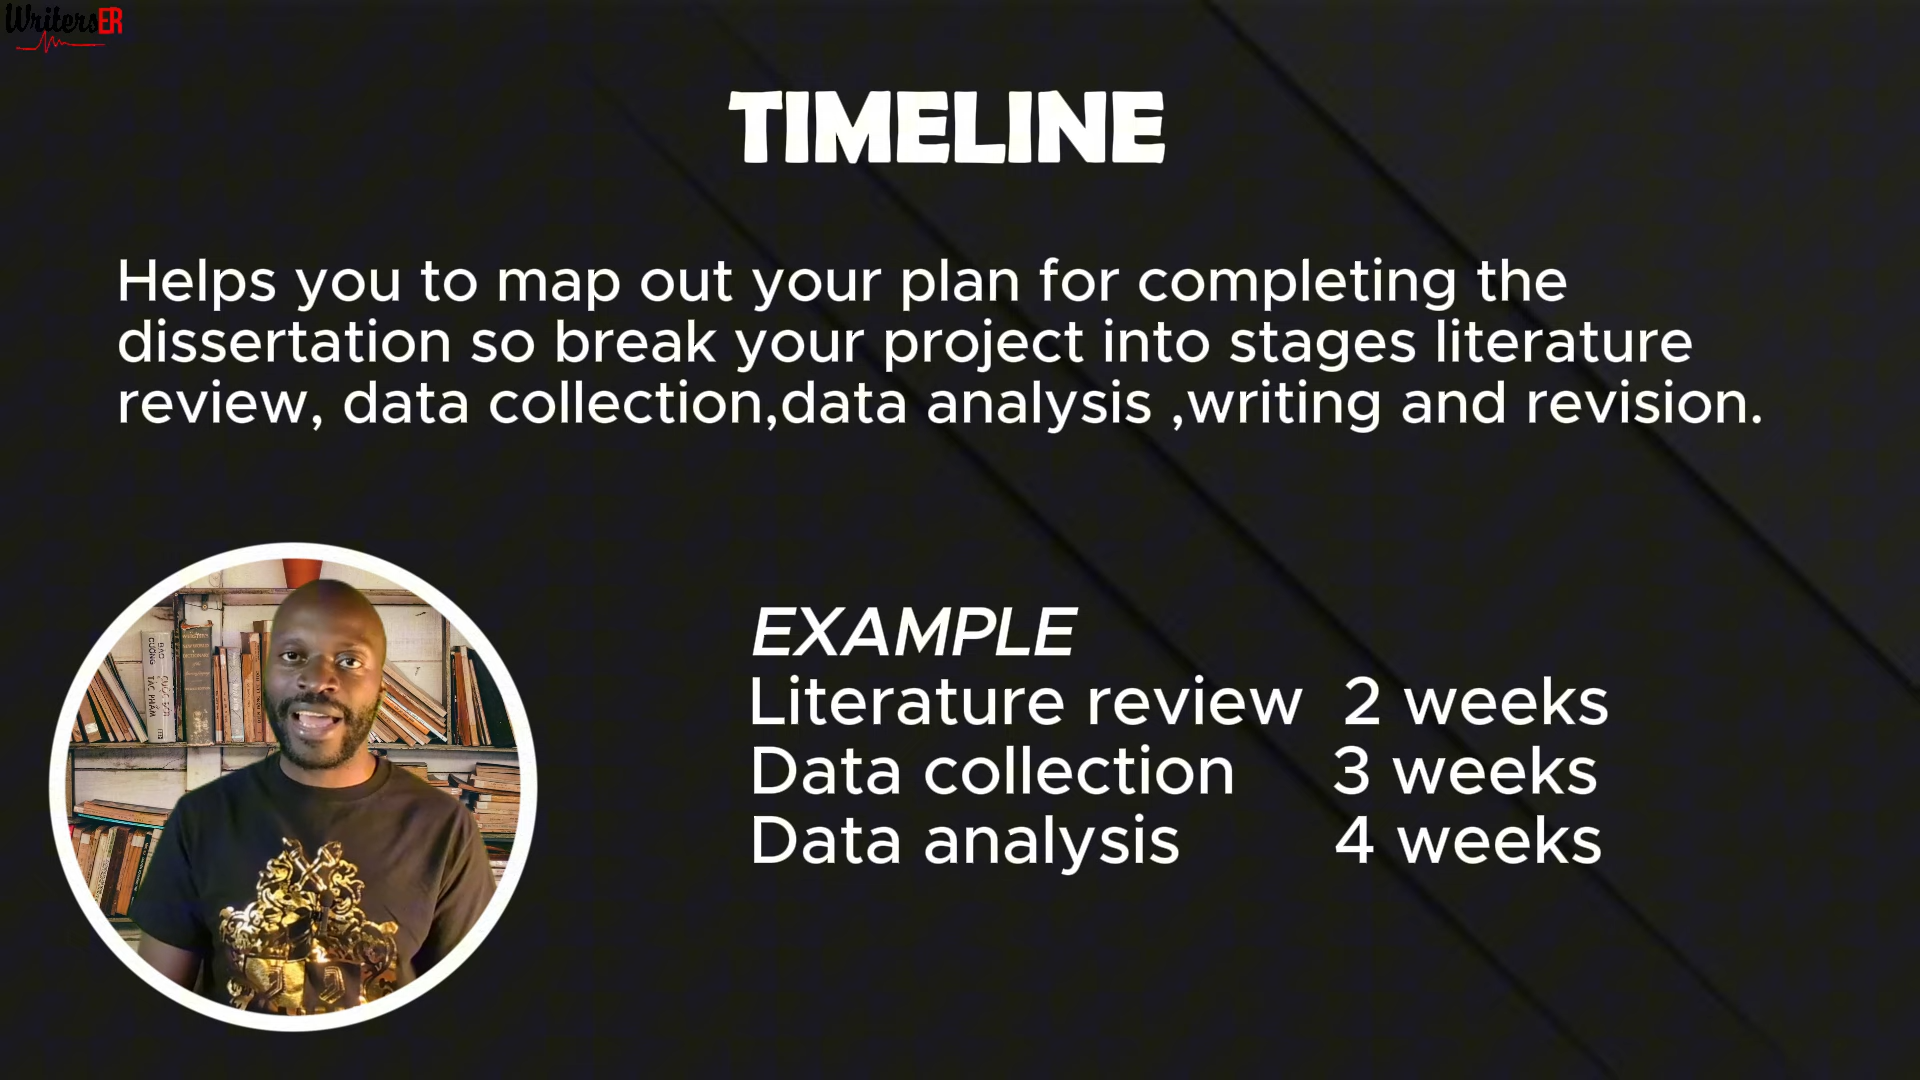 WritersER
TIMELINE
Helps you to map out your plan for completing the
dissertation so break your project into stages literature
review, data collection,data analysis ,writing and revision.
EXAMPLE
Literature review 2 weeks
Data collection 3 weeks
Data analysis 4 weeks